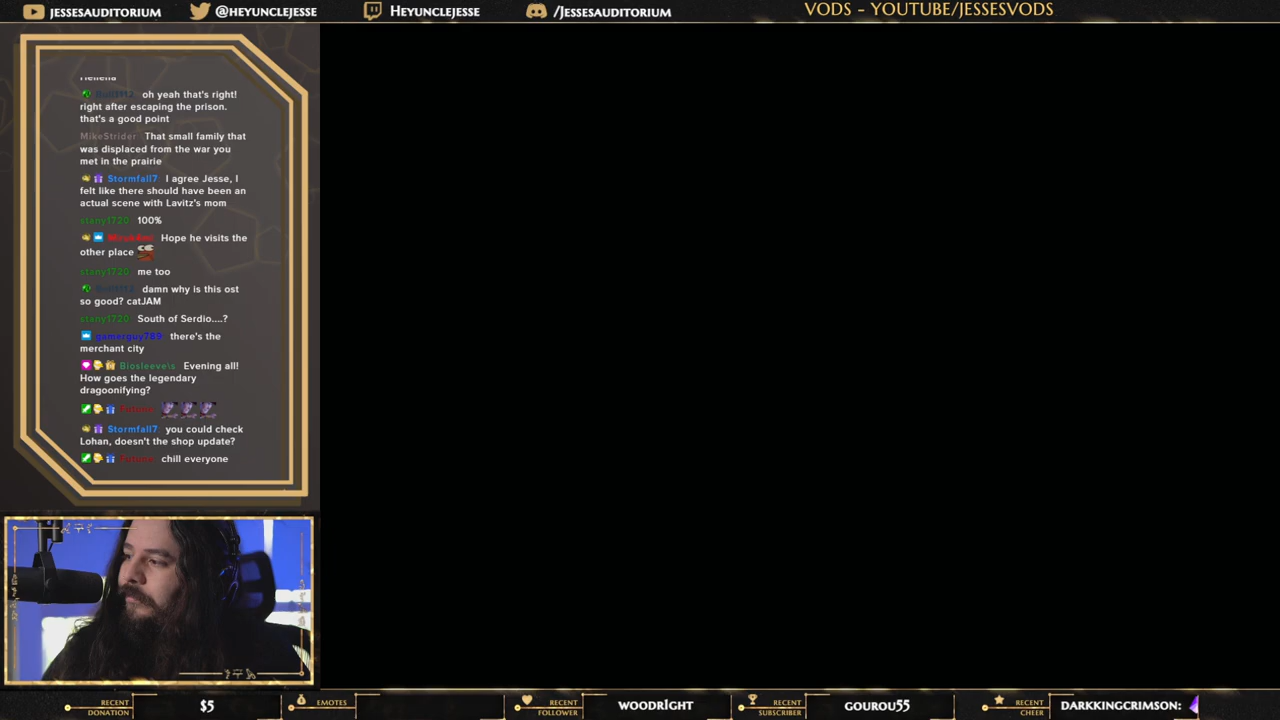 JESSESAUDITORIUM @HEYUNCLEJESSE HEYUNCLEJESSE /JESSESAUDITORIUM VODS - YOUTUBE/JESSESVODS
oh yeah that's right!
right after escaping the prison.
that's a good point
MikeStrider That small family that
was displaced from the war you
met in the prairie
Stormfall7: I agree Jesse, I
felt like there should have been an
actual scene with Lavitz's mom
stany1720: 100%
Hope he visits the
other place
stany1720: me too
damn why is this ost
so good? catJAM
stany1720: South of Serdio....?
gamerguy789: there's the
merchant city
Evening all!
How goes the legendary
dragoonifying?
Stormfall7: you could check
Lohan, doesn't the shop update?
chill everyone
RECENT DONATION $5
EMOTES
RECENT FOLLOWER WOODR1GHT
RECENT SUBSCRIBER GOUROU55
RECENT CHEER DARKKINGCRIMSON: